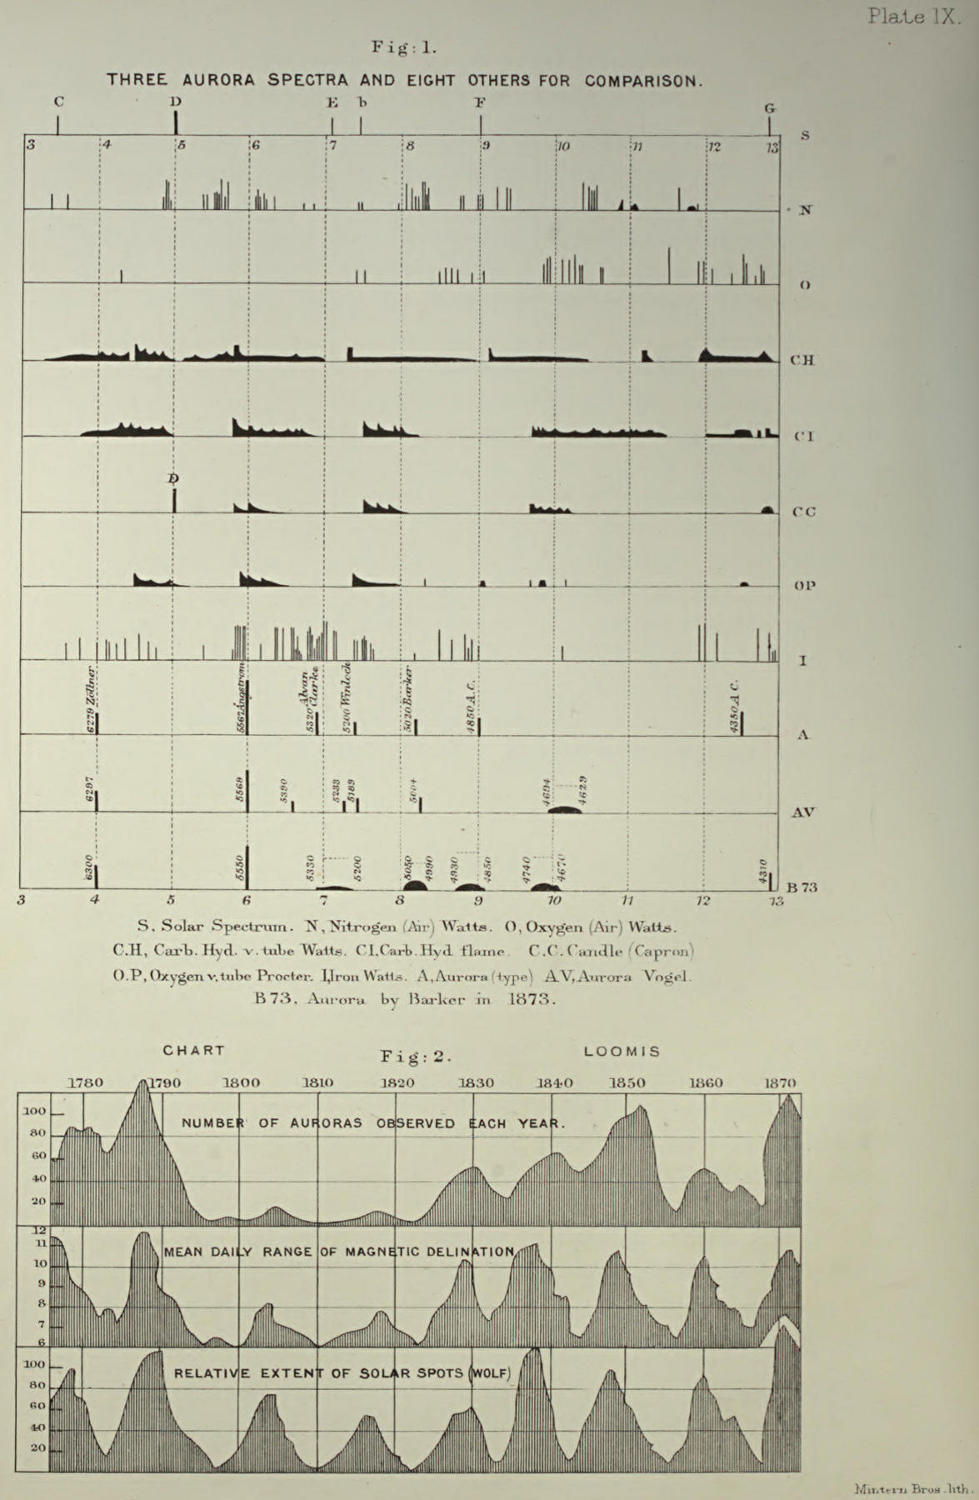 Plate IX.
Fig: 1.
THREE AURORA SPECTRA AND EIGHT OTHERS FOR COMPARISON.
C D E b F G
S
3 4 5 6 7 8 9 10 11 12 13
N
O
CH
CI
D
CC
OP
I
6279 Zöllner
5567 Ångstrom
5320 Alvan Clarke
5200 Winlock
5020 Barker
4850 A.C.
4350 A.C.
A
6297 5569 5390 5233 5189 5004 4694 4629
AV
6300 5550 5330 5200 5050 4990 4930 4850 4740 4670 4310
B 73
3 4 5 6 7 8 9 10 11 12 13
S. Solar Spectrum. N, Nitrogen (Air) Watts. O, Oxygen (Air) Watts.
C.H, Carb. Hyd. v. tube Watts. CI, Carb. Hyd flame. C.C. Candle (Capron)
O.P, Oxygen v. tube Procter. I, Iron Watts. A, Aurora (type) AV, Aurora Vogel.
B 73. Aurora by Barker in 1873.
CHART Fig: 2. LOOMIS
1780 1790 1800 1810 1820 1830 1840 1850 1860 1870
100
NUMBER OF AURORAS OBSERVED EACH YEAR.
80
60
40
20
12
11
MEAN DAILY RANGE OF MAGNETIC DELINATION
10
9
8
7
6
100
RELATIVE EXTENT OF SOLAR SPOTS (WOLF)
80
60
40
20
Mintern Bros. lith.